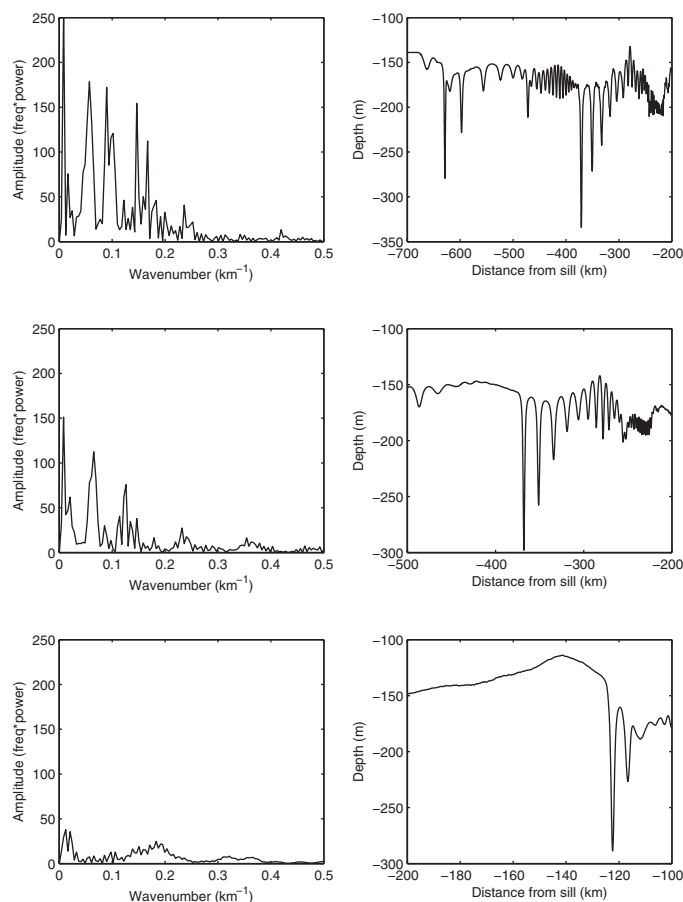 250
200
150
100
50
0
Amplitude (freq*power)
0 0.1 0.2 0.3 0.4 0.5
Wavenumber (km−1)
−100
−150
−200
−250
−300
−350
Depth (m)
−700 −600 −500 −400 −300 −200
Distance from sill (km)
250
200
150
100
50
0
Amplitude (freq*power)
0 0.1 0.2 0.3 0.4 0.5
Wavenumber (km−1)
−100
−150
−200
−250
−300
Depth (m)
−500 −400 −300 −200
Distance from sill (km)
250
200
150
100
50
0
Amplitude (freq*power)
0 0.1 0.2 0.3 0.4 0.5
Wavenumber (km−1)
−100
−150
−200
−250
−300
Depth (m)
−200 −180 −160 −140 −120 −100
Distance from sill (km)